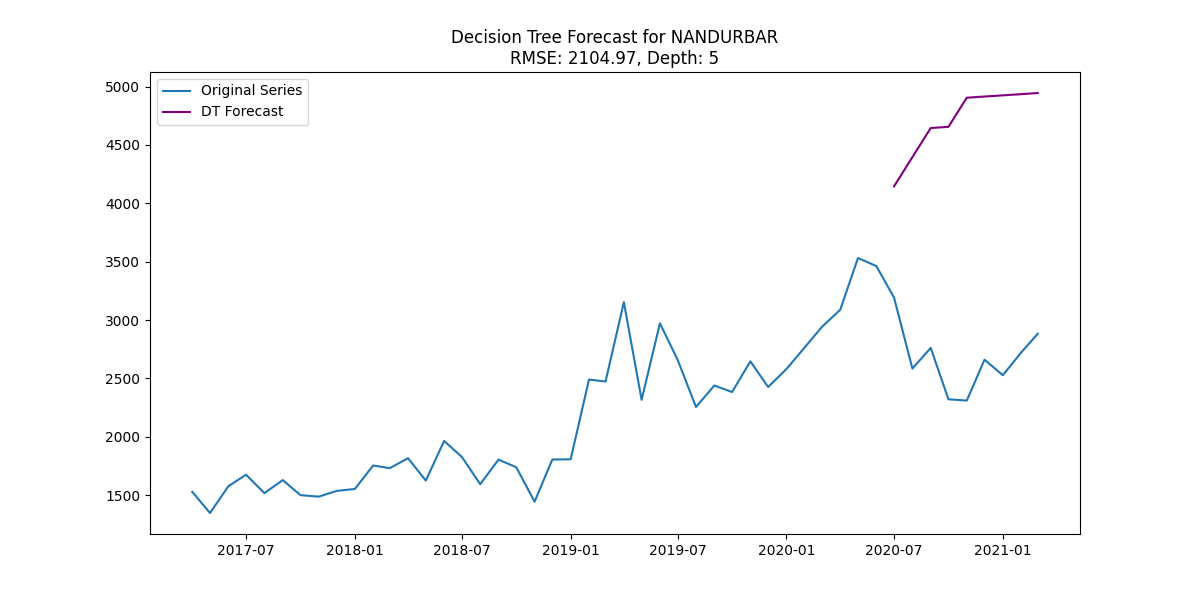 Decision Tree Forecast for NANDURBAR
RMSE: 2104.97, Depth: 5
Original Series
DT Forecast
5000
4500
4000
3500
3000
2500
2000
1500
2017-07 2018-01 2018-07 2019-01 2019-07 2020-01 2020-07 2021-01